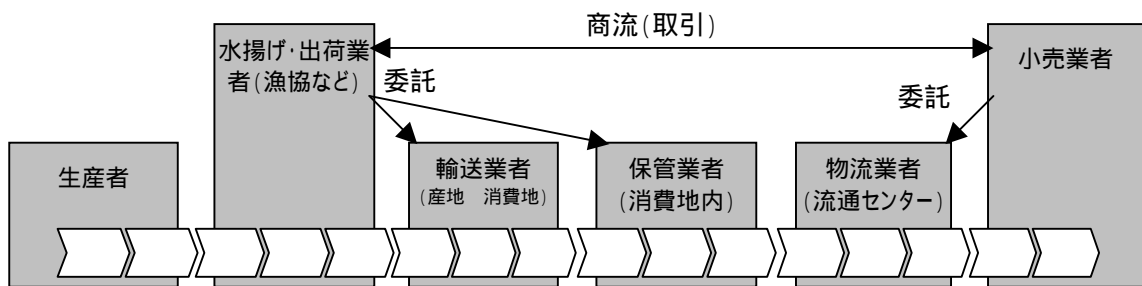 商流(取引)
水揚げ・出荷業
者(漁協など)
委託
小売業者
委託
生産者
輸送業者
(産地　消費地)
保管業者
(消費地内)
物流業者
(流通センター)